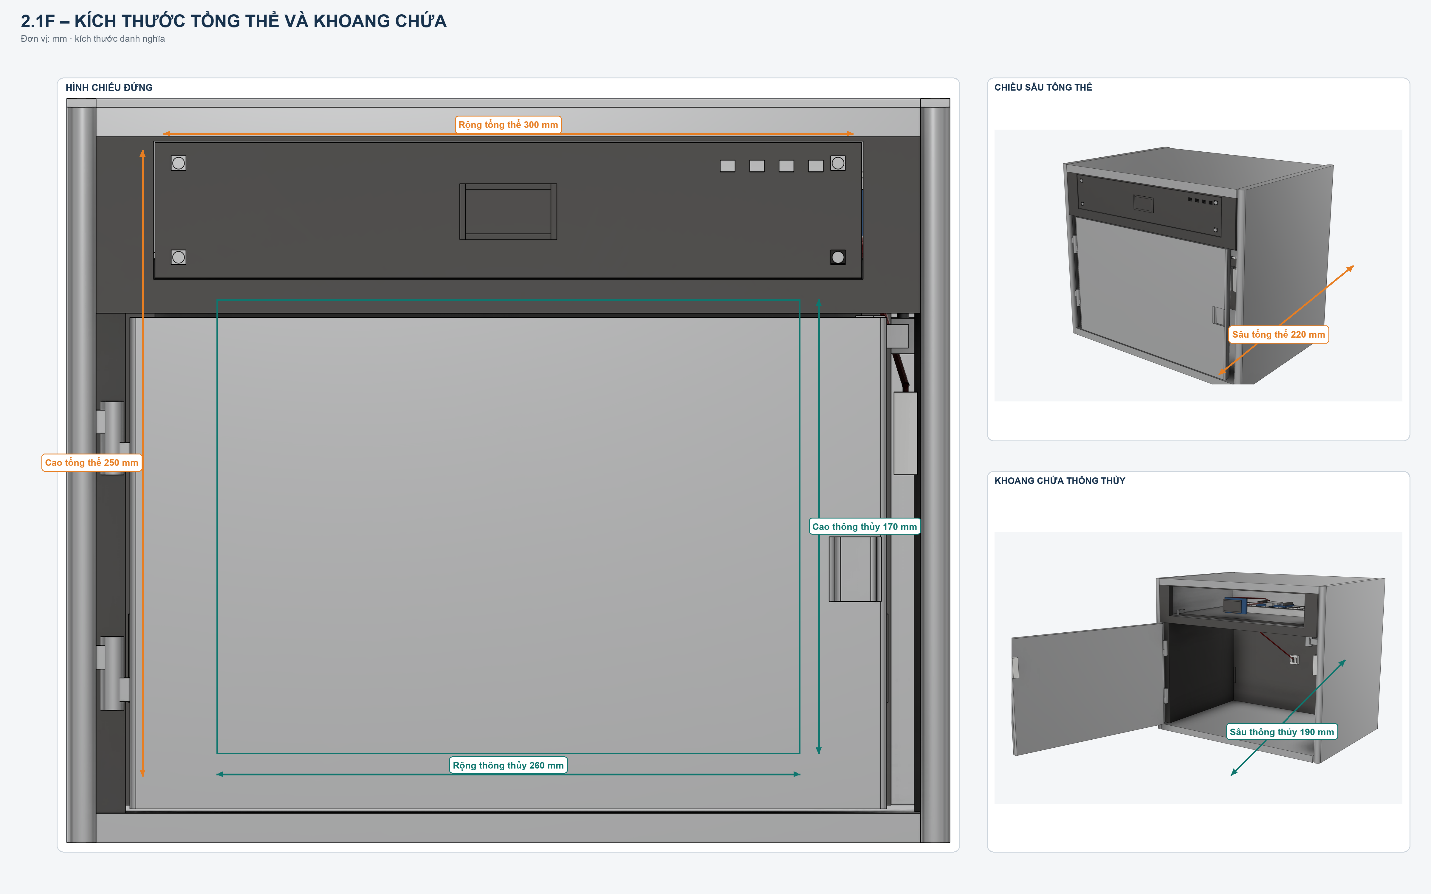 2.1F – KÍCH THƯỚC TỔNG THỂ VÀ KHOANG CHỨA
Đơn vị: mm · kích thước danh nghĩa
HÌNH CHIẾU ĐỨNG
Rộng tổng thể 300 mm
Cao tổng thể 250 mm
Cao thông thủy 170 mm
Rộng thông thủy 260 mm
CHIỀU SÂU TỔNG THỂ
Sâu tổng thể 220 mm
KHOANG CHỨA THÔNG THỦY
Sâu thông thủy 190 mm